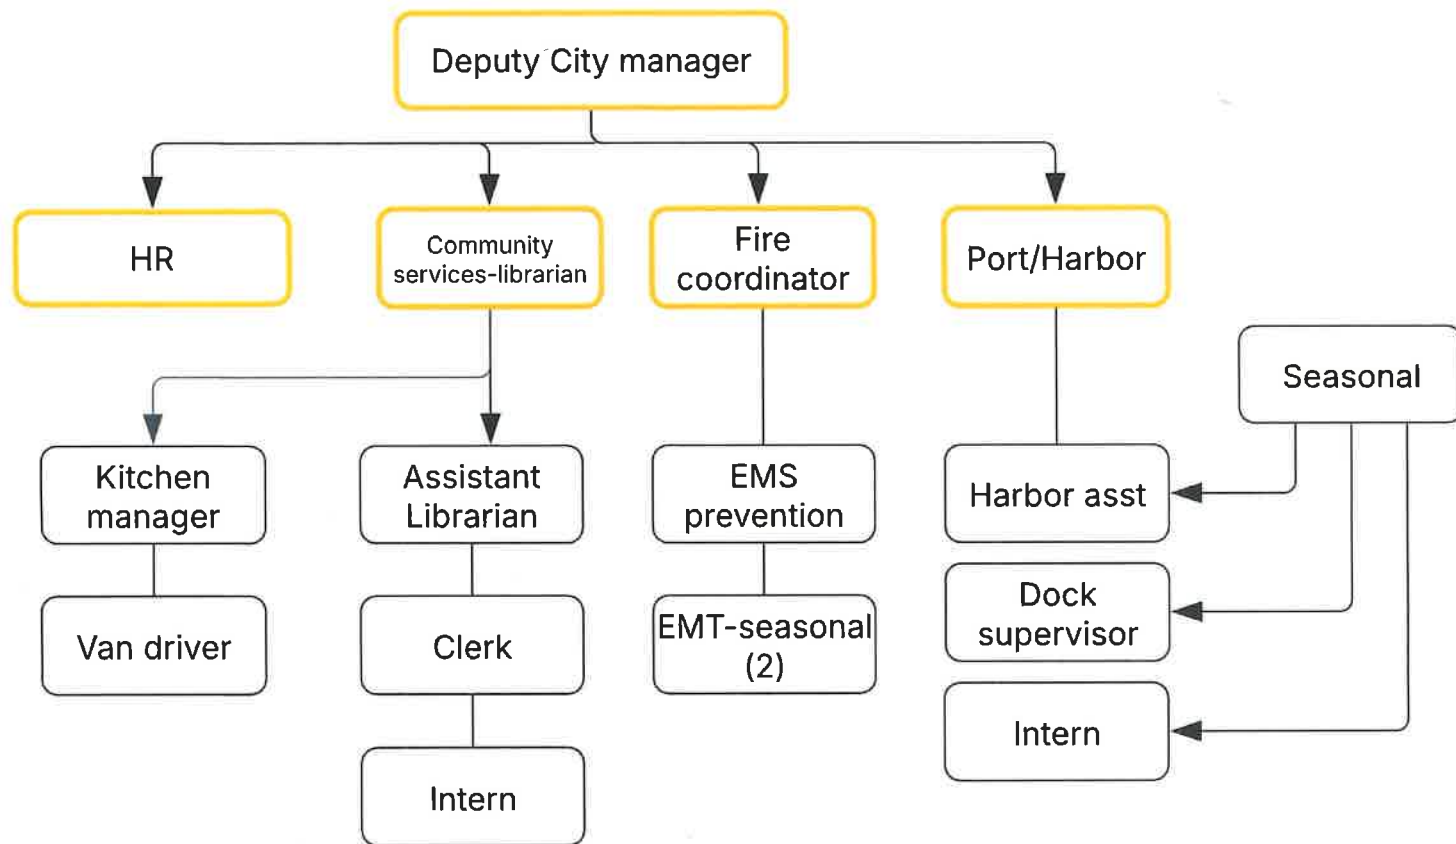 Deputy City manager
HR
Community
services-librarian
Fire
coordinator
Port/Harbor
Seasonal
Kitchen
manager
Assistant
Librarian
EMS
prevention
Harbor asst
Van driver
Clerk
EMT-seasonal
(2)
Dock
supervisor
Intern
Intern